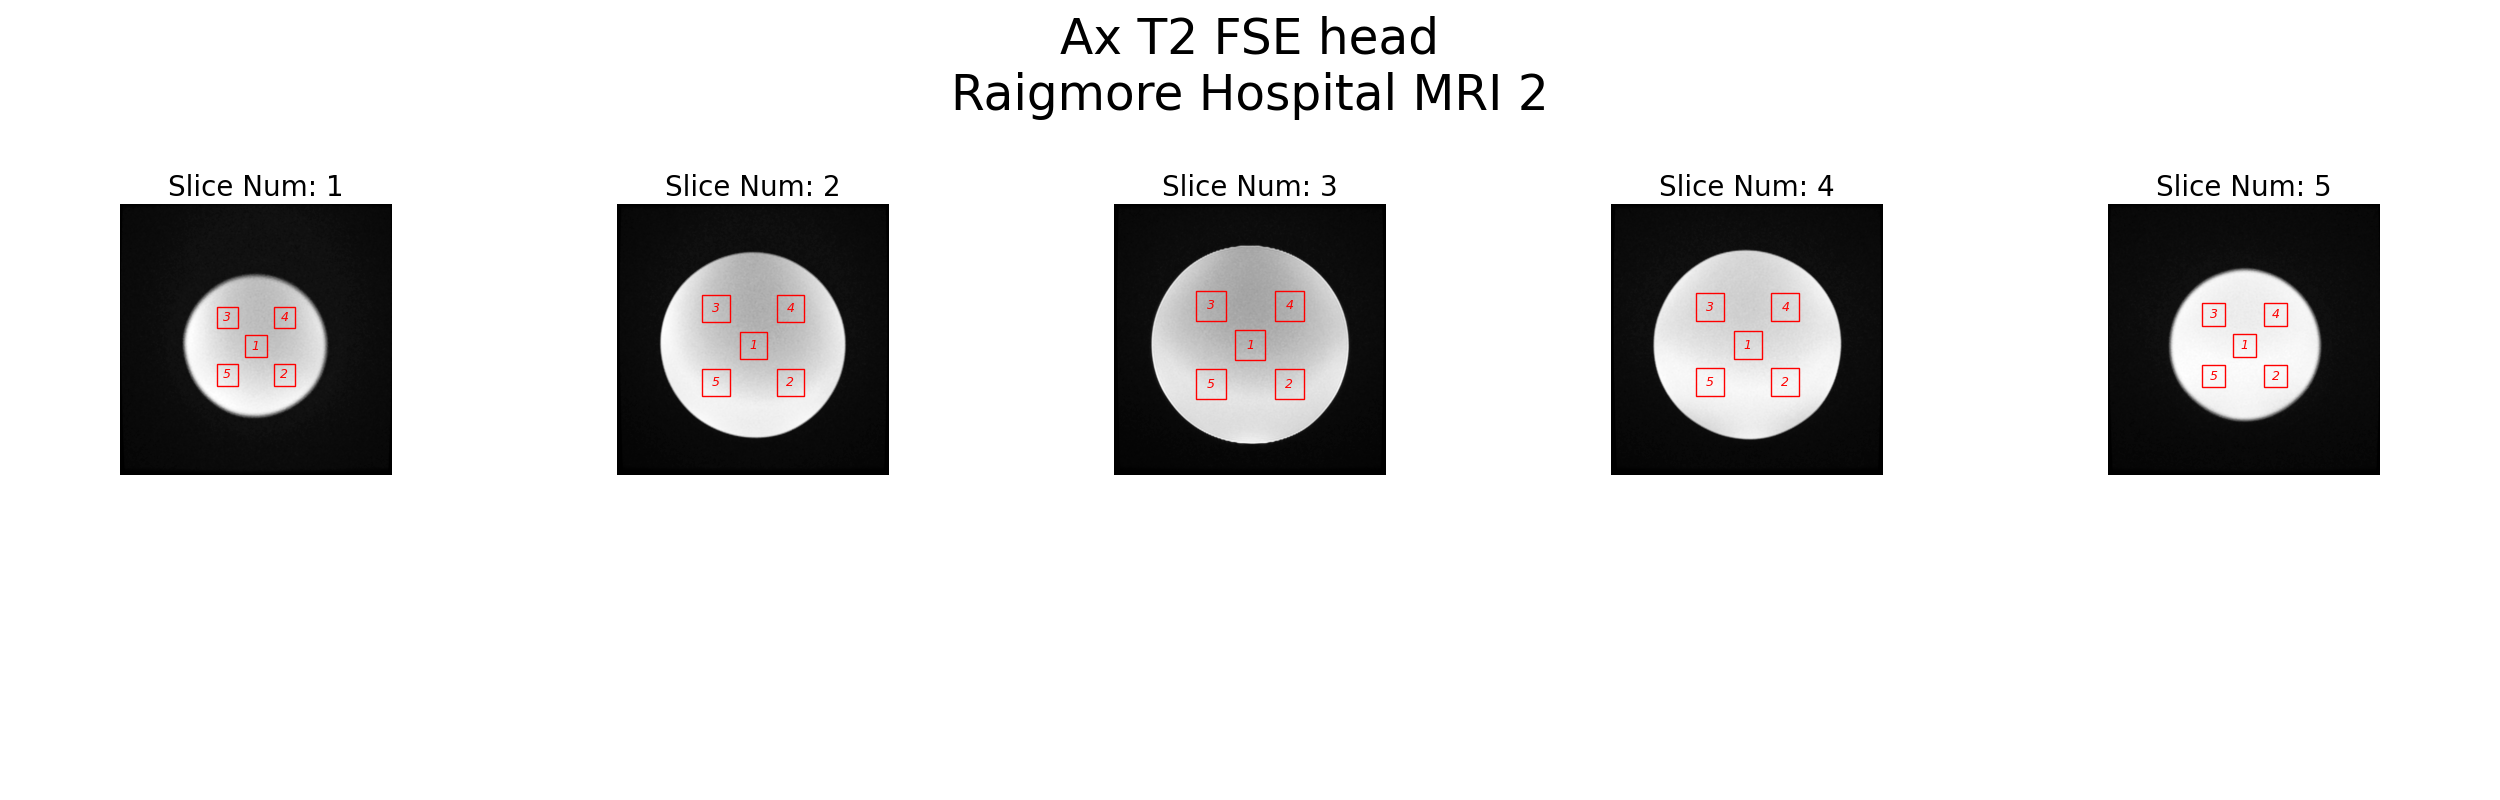 Ax T2 FSE head
Raigmore Hospital MRI 2
Slice Num: 1
Slice Num: 2
Slice Num: 3
Slice Num: 4
Slice Num: 5
3 4
1
5 2
3 4
1
5 2
3 4
1
5 2
3 4
1
5 2
3 4
1
5 2